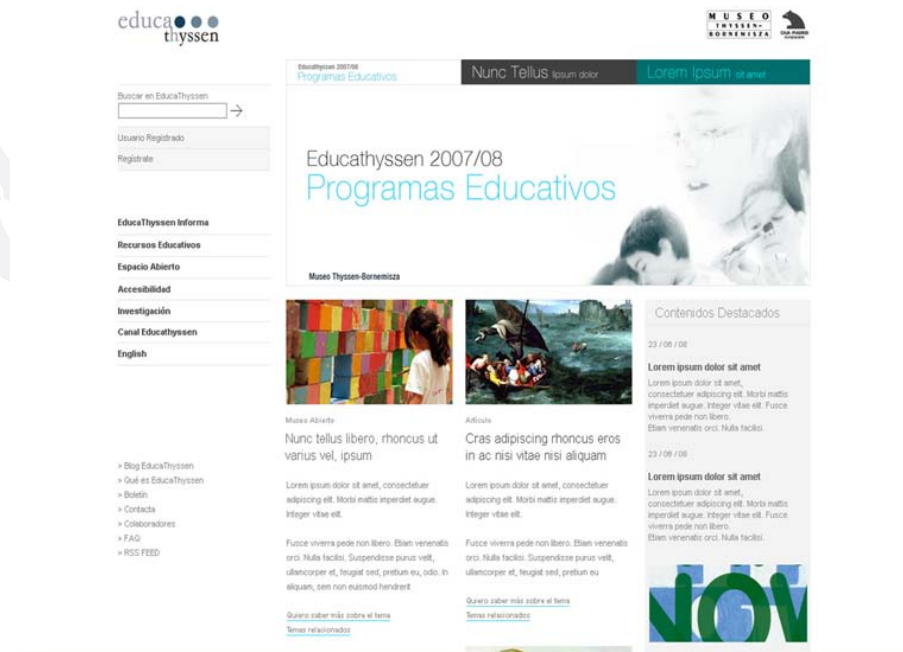 educa
thyssen
MUSEO
THYSSEN-
BORNEMISZA
CAJA MADRID
Buscar en EducaThyssen
Usuario Registrado
Regístrate
EducaThyssen Informa
Recursos Educativos
Espacio Abierto
Accesibilidad
Investigación
Canal Educathyssen
English
» Blog EducaThyssen
» Qué es EducaThyssen
» Boletín
» Contacta
» Colaboradores
» FAQ
» RSS FEED
Educathyssen 2007/08
Programas Educativos
Nunc Tellus ipsum dolor
Lorem Ipsum sit amet
Educathyssen 2007/08
Programas Educativos
Museo Thyssen-Bornemisza
Museo Abierto
Nunc tellus libero, rhoncus ut
varius vel, ipsum
Lorem ipsum dolor sit amet, consectetuer
adipiscing elit. Morbi mattis imperdiet augue.
Integer vitae elit.
Fusce viverra pede non libero. Etiam venenatis
orci. Nulla facilisi. Suspendisse purus velit,
ullamcorper et, feugiat sed, pretium eu, odio. In
aliquam, sem non euismod hendrerit
Quiero saber más sobre el tema
Temas relacionados
Artículo
Cras adipiscing rhoncus eros
in ac nisi vitae nisi aliquam
Lorem ipsum dolor sit amet, consectetuer
adipiscing elit. Morbi mattis imperdiet augue.
Integer vitae elit.
Fusce viverra pede non libero. Etiam venenatis
orci. Nulla facilisi. Suspendisse purus velit,
ullamcorper et, feugiat sed, pretium eu
Quiero saber más sobre el tema
Temas relacionados
Contenidos Destacados
23 / 06 / 08
Lorem ipsum dolor sit amet
Lorem ipsum dolor sit amet,
consectetuer adipiscing elit. Morbi mattis
imperdiet augue. Integer vitae elit. Fusce
viverra pede non libero.
Etiam venenatis orci. Nulla facilisi.
23 / 06 / 08
Lorem ipsum dolor sit amet
Lorem ipsum dolor sit amet,
consectetuer adipiscing elit. Morbi mattis
imperdiet augue. Integer vitae elit. Fusce
viverra pede non libero.
Etiam venenatis orci. Nulla facilisi.
NOW